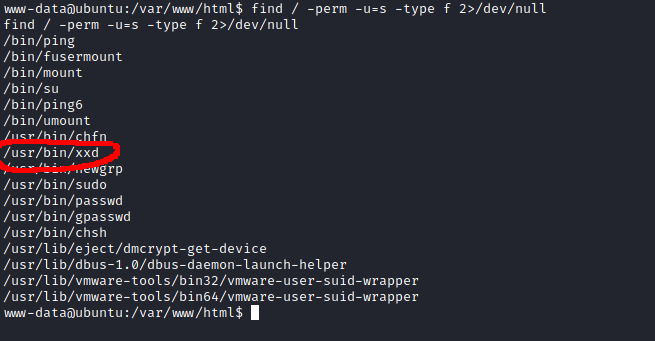 www-data@ubuntu:/var/www/html$ find / -perm -u=s -type f 2>/dev/null
find / -perm -u=s -type f 2>/dev/null
/bin/ping
/bin/fusermount
/bin/mount
/bin/su
/bin/ping6
/bin/umount
/usr/bin/chfn
/usr/bin/xxd
/usr/bin/newgrp
/usr/bin/sudo
/usr/bin/passwd
/usr/bin/gpasswd
/usr/bin/chsh
/usr/lib/eject/dmcrypt-get-device
/usr/lib/dbus-1.0/dbus-daemon-launch-helper
/usr/lib/vmware-tools/bin32/vmware-user-suid-wrapper
/usr/lib/vmware-tools/bin64/vmware-user-suid-wrapper
www-data@ubuntu:/var/www/html$